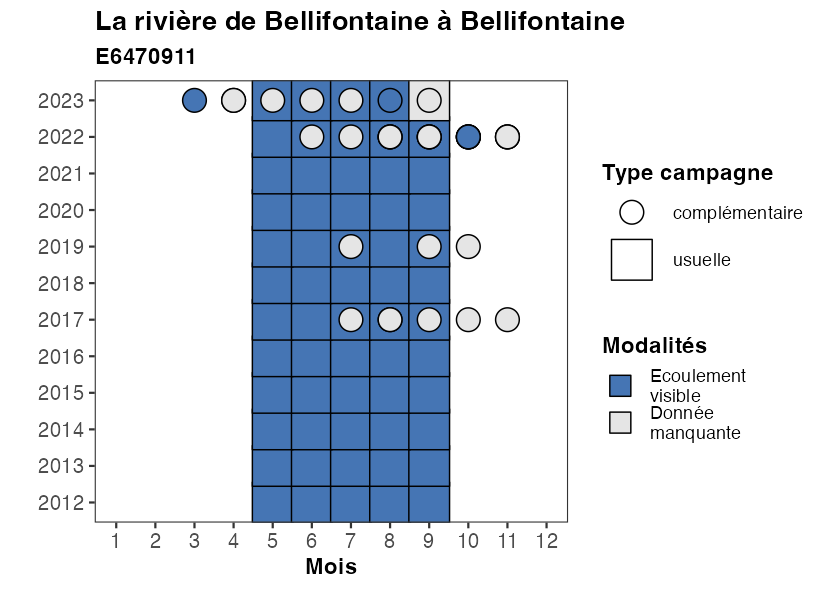 La rivière de Bellifontaine à Bellifontaine
E6470911
2023
2022
2021
2020
2019
2018
2017
2016
2015
2014
2013
2012
1 2 3 4 5 6 7 8 9 10 11 12
Mois
Type campagne
complémentaire
usuelle
Modalités
Ecoulement
visible
Donnée
manquante